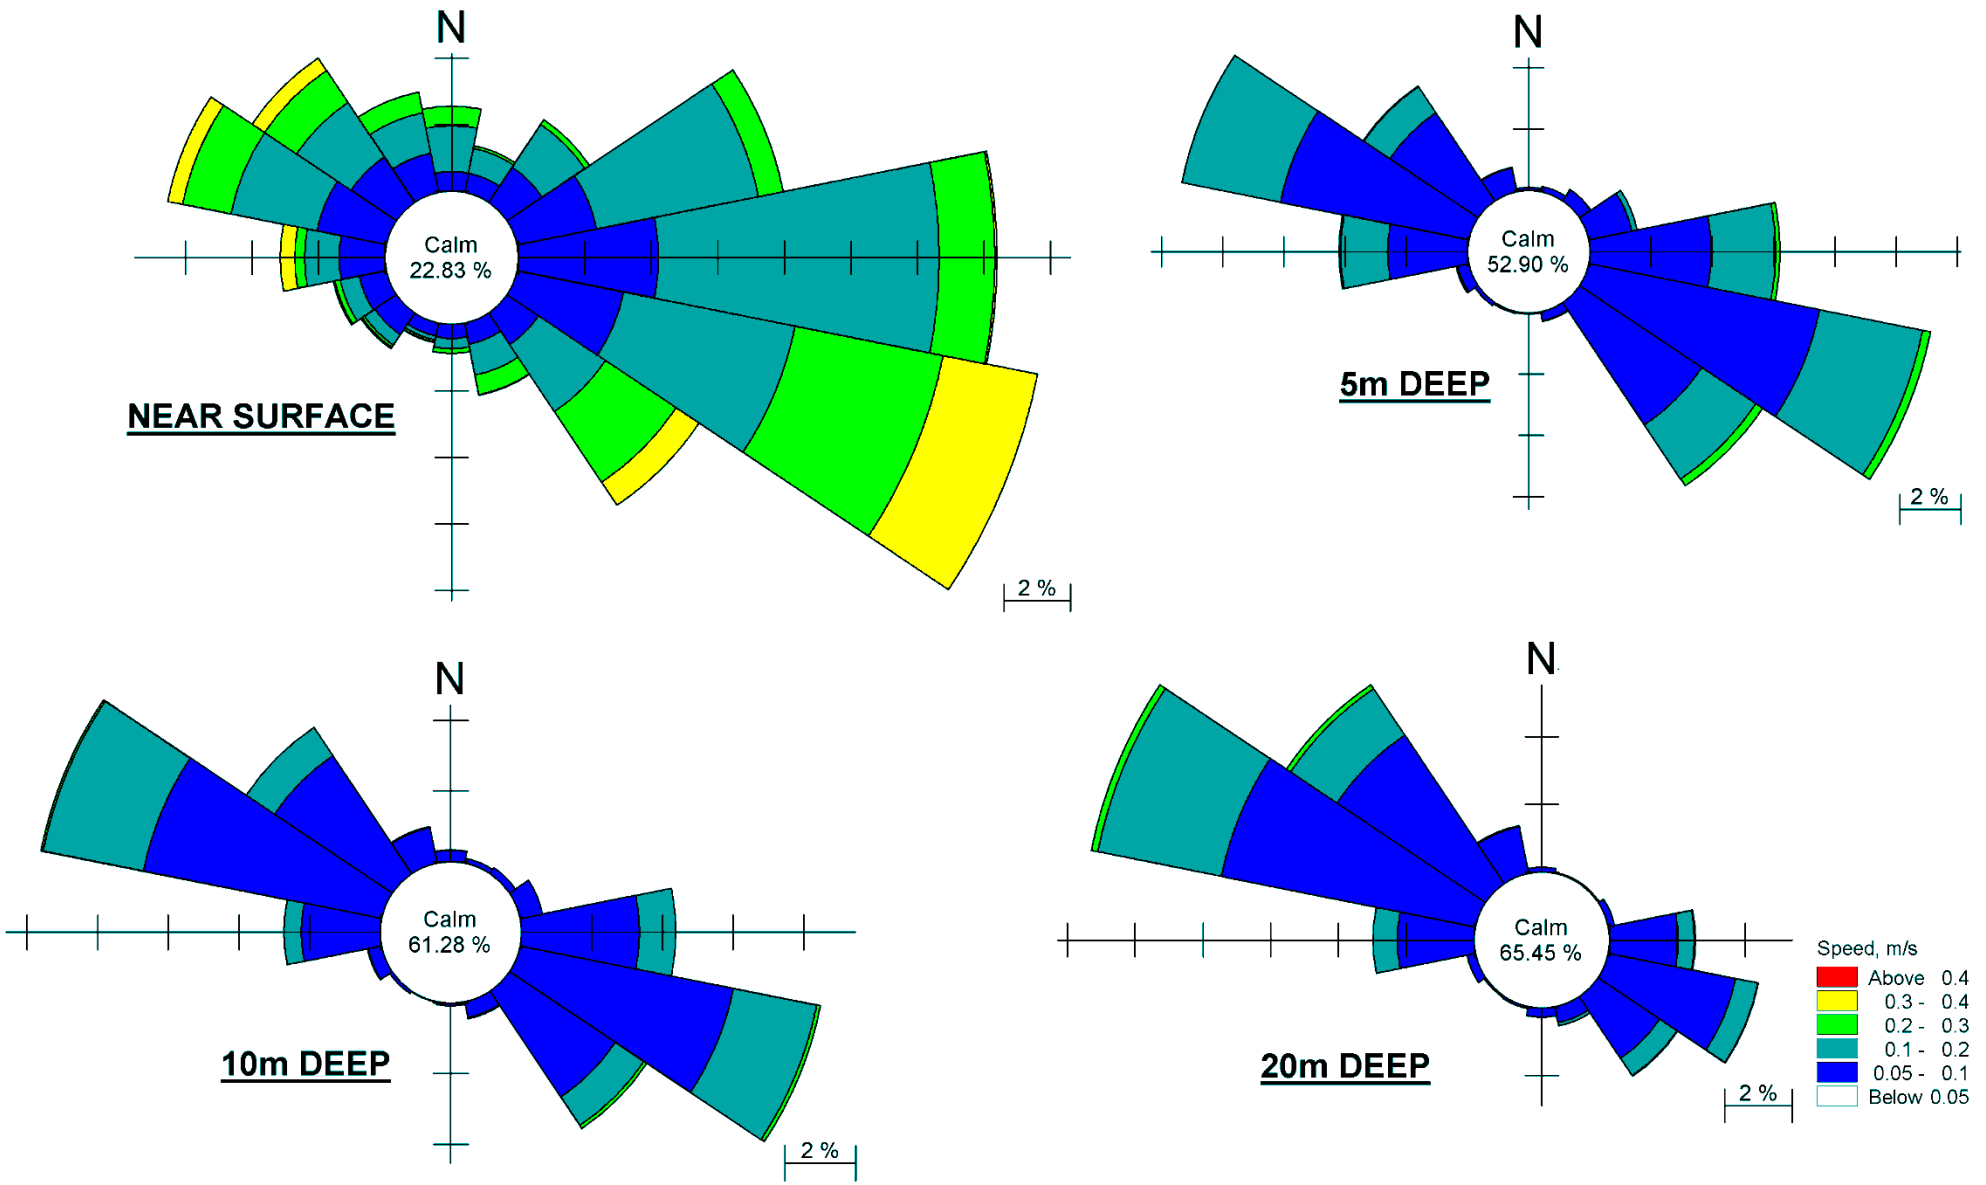 N
Calm
22.83 %
NEAR SURFACE
2 %
N
Calm
52.90 %
5m DEEP
2 %
N
Calm
61.28 %
10m DEEP
2 %
N
Calm
65.45 %
20m DEEP
2 %
Speed, m/s
Above 0.4
0.3 - 0.4
0.2 - 0.3
0.1 - 0.2
0.05 - 0.1
Below 0.05